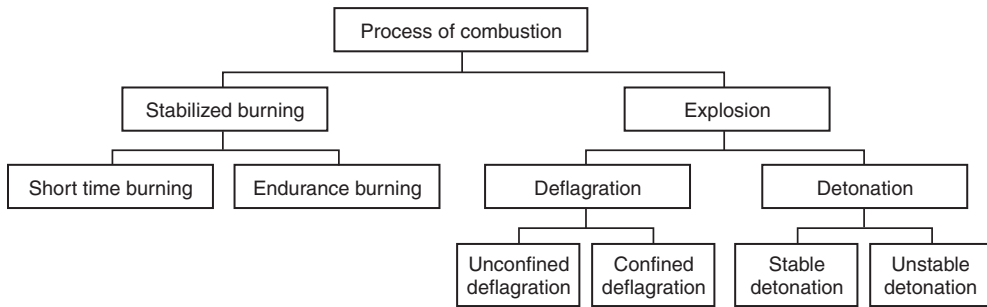 Process of combustion
Stabilized burning
Explosion
Short time burning
Endurance burning
Deflagration
Detonation
Unconfined
deflagration
Confined
deflagration
Stable
detonation
Unstable
detonation